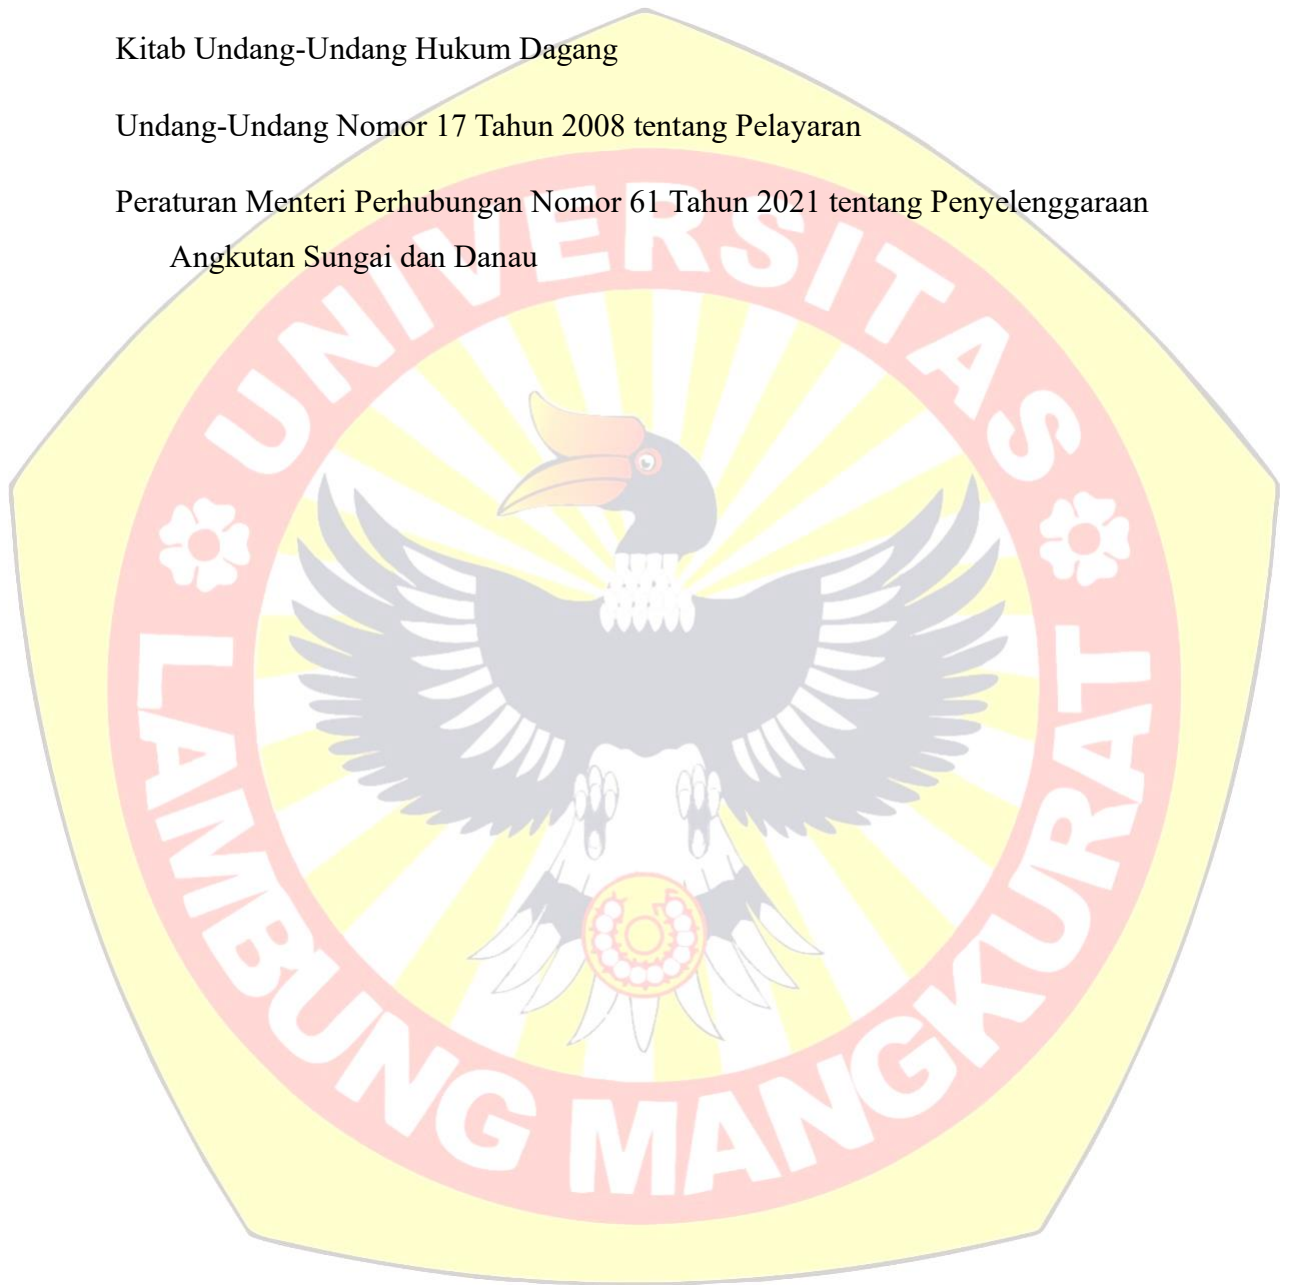 Kitab Undang-Undang Hukum Dagang
Undang-Undang Nomor 17 Tahun 2008 tentang Pelayaran
Peraturan Menteri Perhubungan Nomor 61 Tahun 2021 tentang Penyelenggaraan
Angkutan Sungai dan Danau
UNIVERSITAS
LAMBUNG MANGKURAT